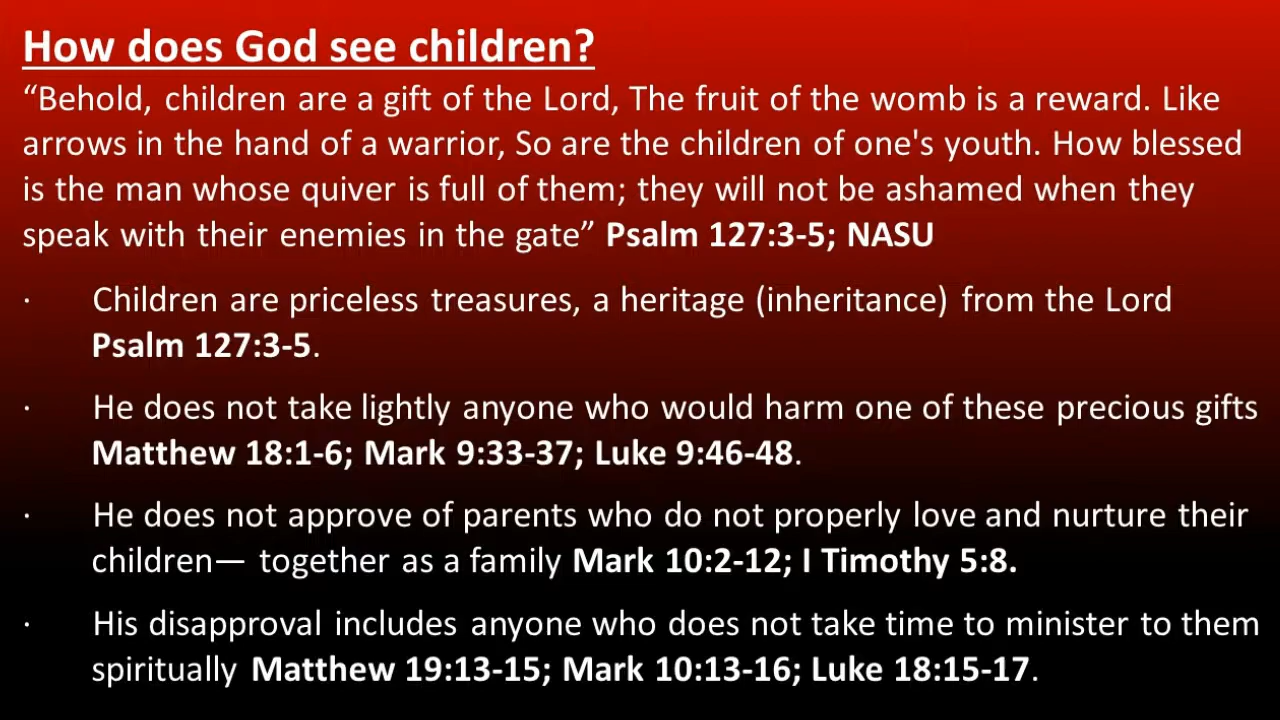 How does God see children?
“Behold, children are a gift of the Lord, The fruit of the womb is a reward. Like
arrows in the hand of a warrior, So are the children of one's youth. How blessed
is the man whose quiver is full of them; they will not be ashamed when they
speak with their enemies in the gate” Psalm 127:3-5; NASU
· Children are priceless treasures, a heritage (inheritance) from the Lord
Psalm 127:3-5.
· He does not take lightly anyone who would harm one of these precious gifts
Matthew 18:1-6; Mark 9:33-37; Luke 9:46-48.
· He does not approve of parents who do not properly love and nurture their
children— together as a family Mark 10:2-12; I Timothy 5:8.
· His disapproval includes anyone who does not take time to minister to them
spiritually Matthew 19:13-15; Mark 10:13-16; Luke 18:15-17.